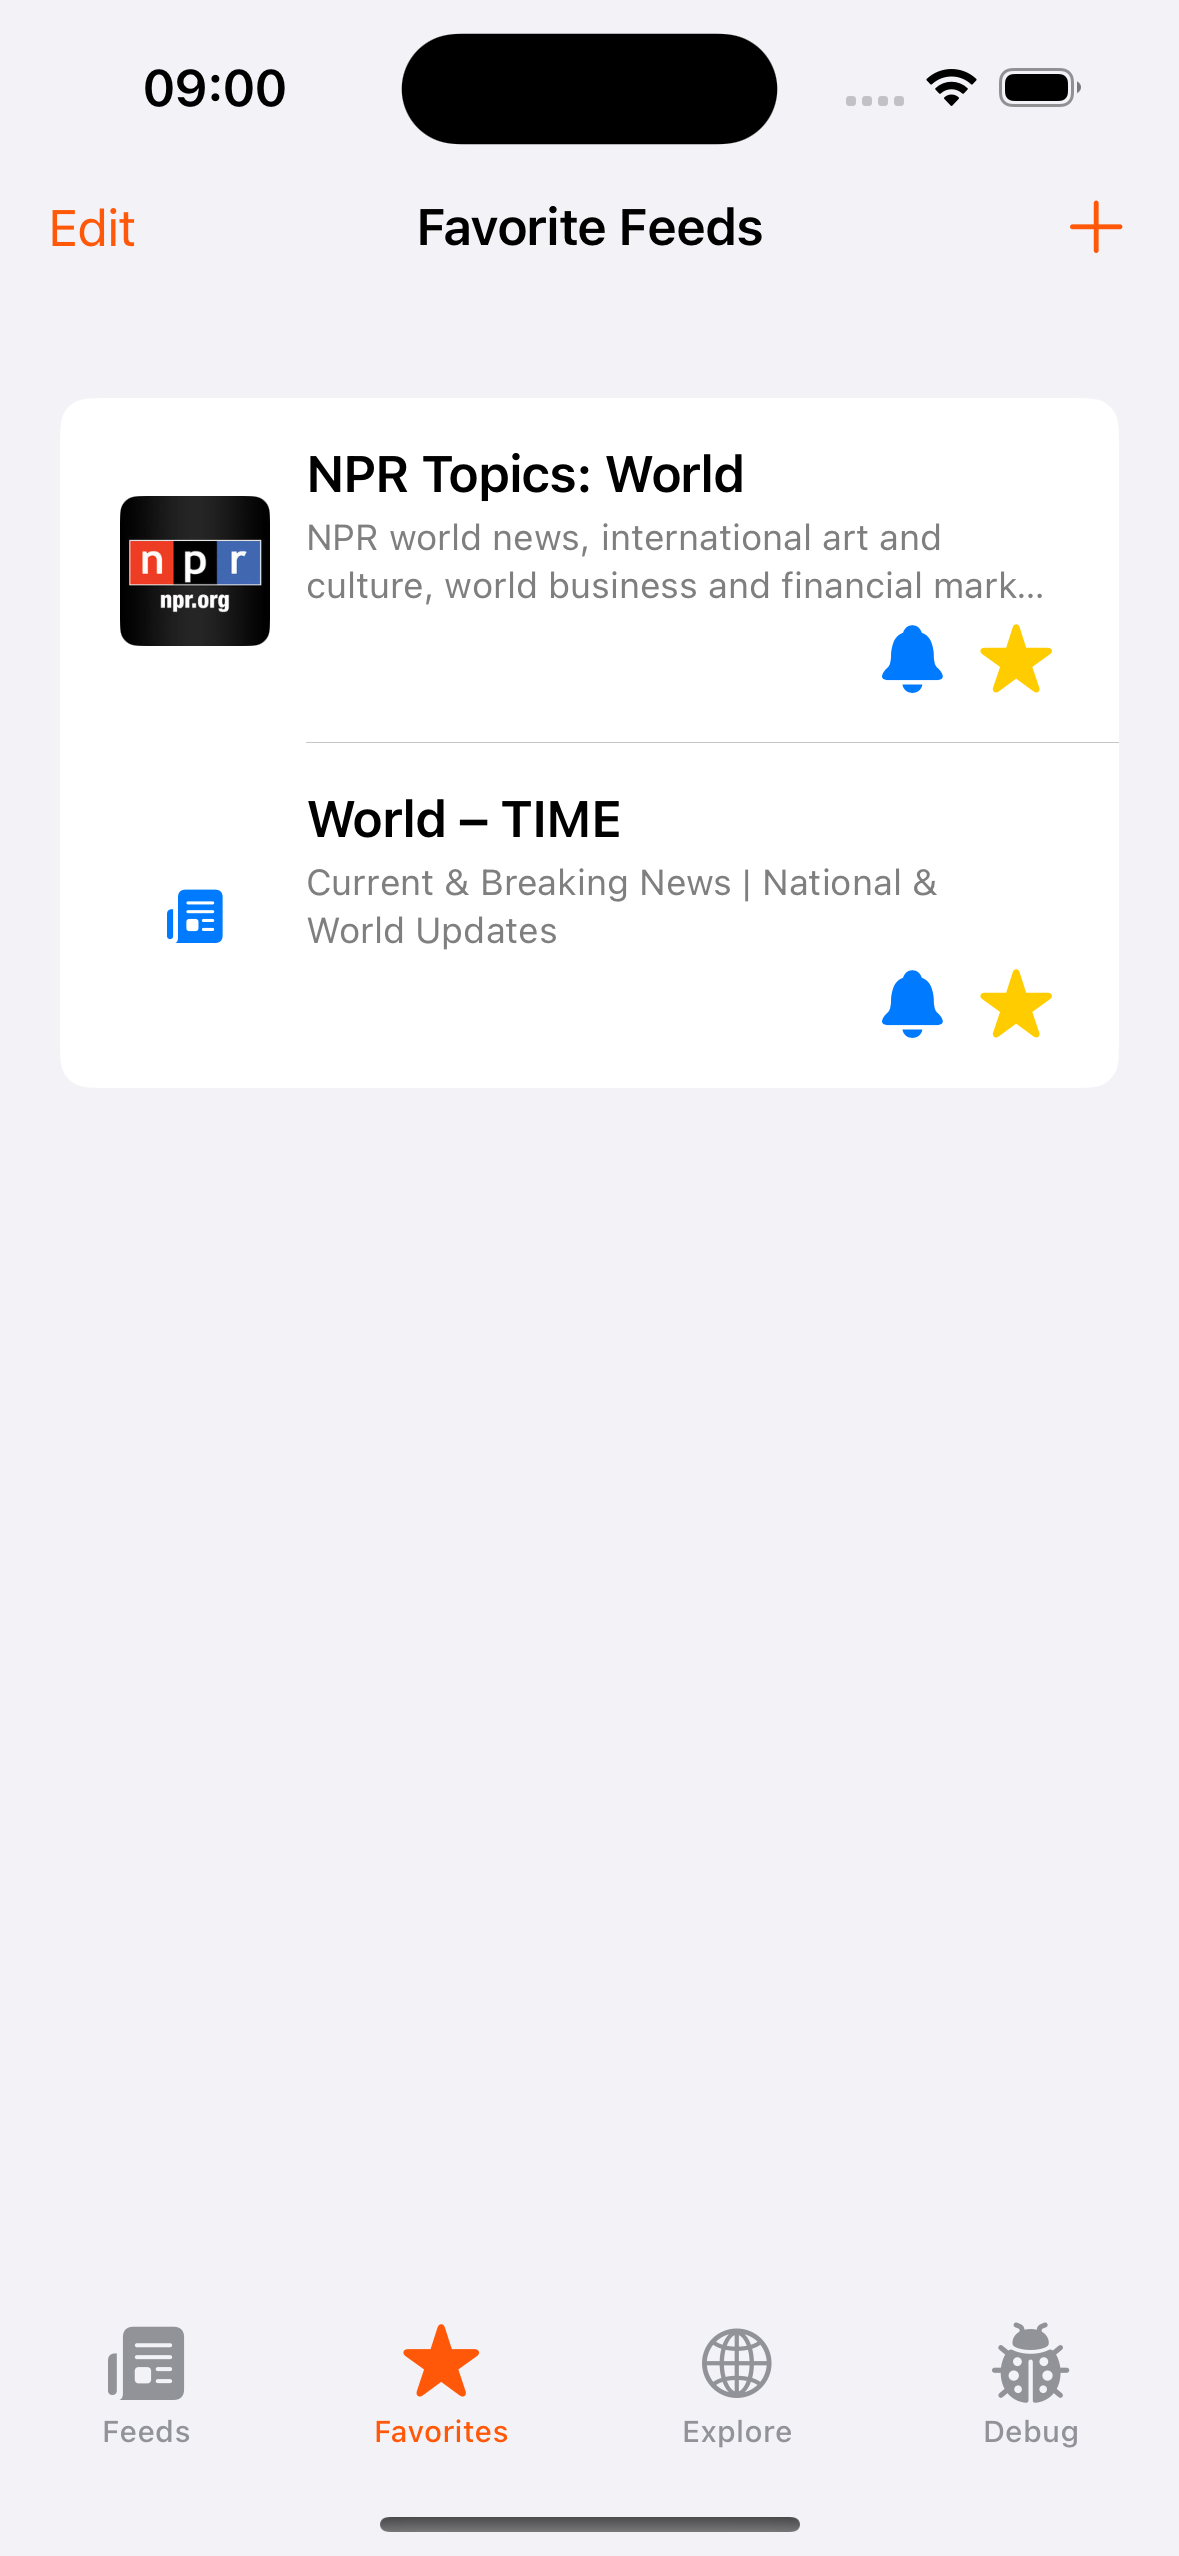 09:00
Edit
Favorite Feeds
NPR Topics: World
NPR world news, international art and
culture, world business and financial mark...
n p r
npr.org
World – TIME
Current & Breaking News | National &
World Updates
Feeds
Favorites
Explore
Debug